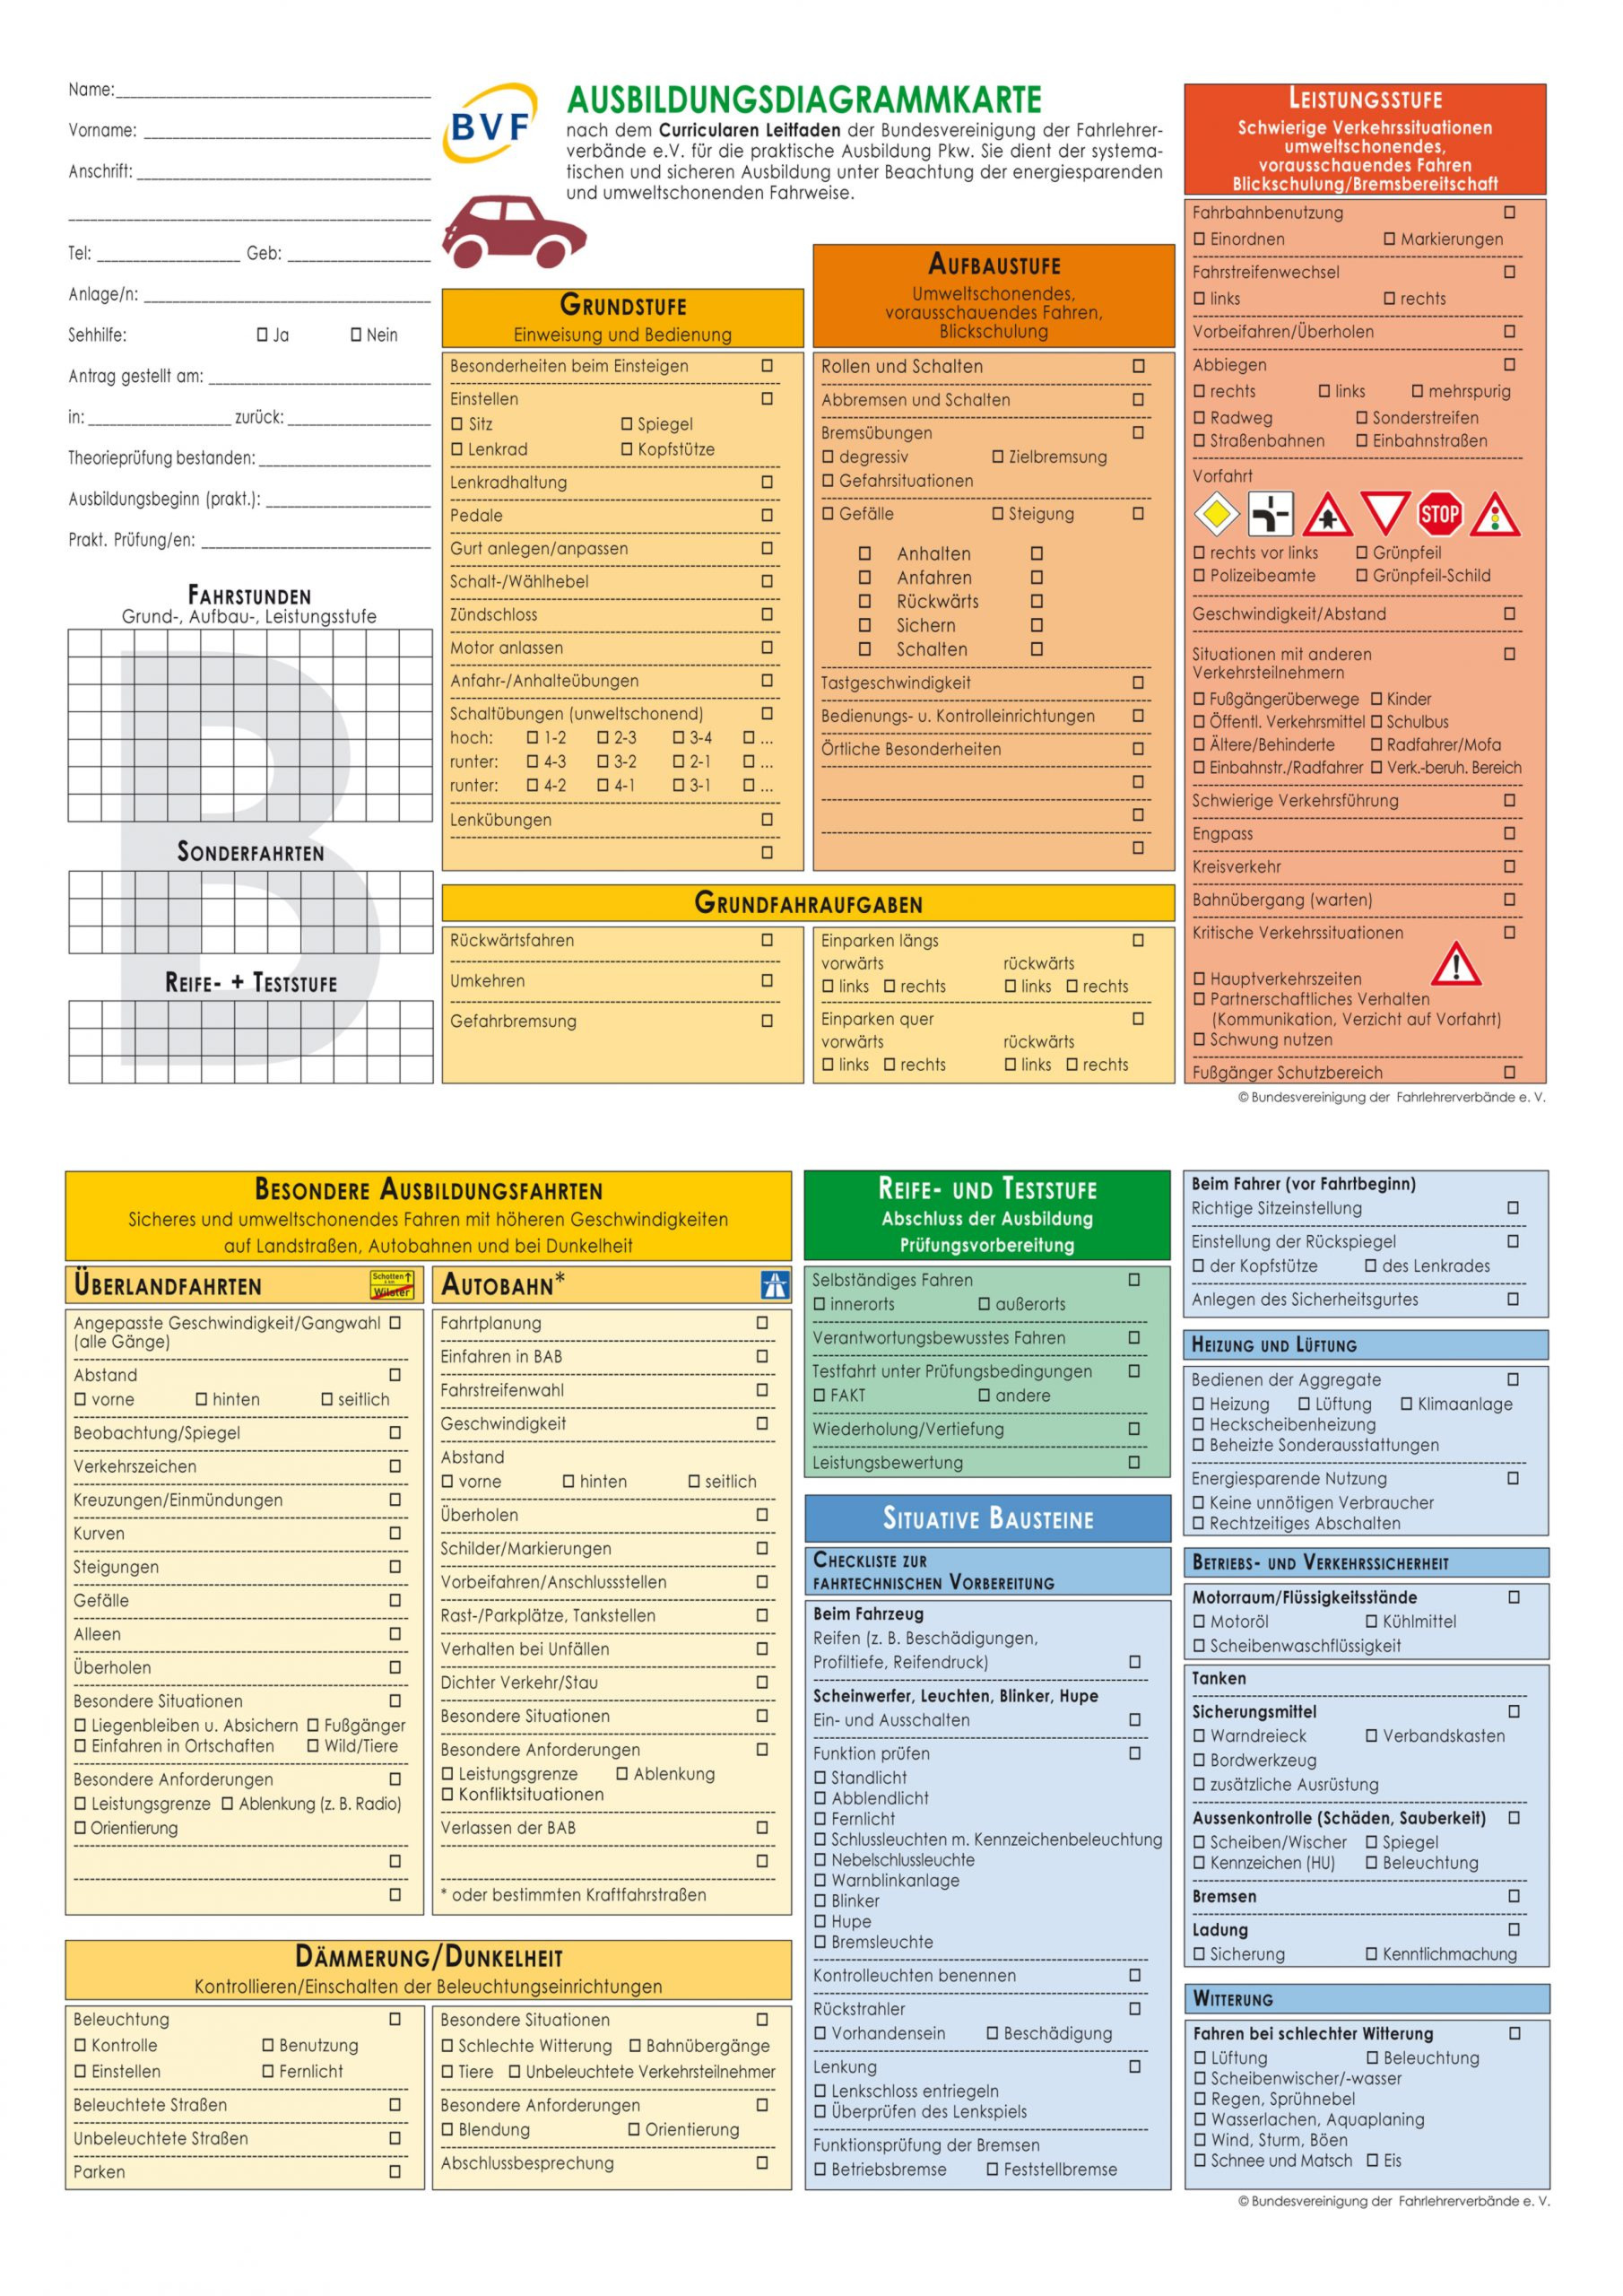 Name:
Vorname:
Anschrift:
Tel: Geb:
Anlage/n:
Sehhilfe: Ja Nein
Antrag gestellt am:
in: zurück:
Theorieprüfung bestanden:
Ausbildungsbeginn (prakt.):
Prakt. Prüfung/en:
FAHRSTUNDEN
Grund-, Aufbau-, Leistungsstufe
B
SONDERFAHRTEN
REIFE- + TESTSTUFE
BVF
AUSBILDUNGSDIAGRAMMKARTE
nach dem Curricularen Leitfaden der Bundesvereinigung der Fahrlehrer-
verbände e.V. für die praktische Ausbildung Pkw. Sie dient der systema-
tischen und sicheren Ausbildung unter Beachtung der energiesparenden
und umweltschonenden Fahrweise.
GRUNDSTUFE
Einweisung und Bedienung
Besonderheiten beim Einsteigen
Einstellen
Sitz Spiegel
Lenkrad Kopfstütze
Lenkradhaltung
Pedale
Gurt anlegen/anpassen
Schalt-/Wählhebel
Zündschloss
Motor anlassen
Anfahr-/Anhalteübungen
Schaltübungen (unweltschonend)
hoch: 1-2 2-3 3-4 ...
runter: 4-3 3-2 2-1 ...
runter: 4-2 4-1 3-1 ...
Lenkübungen
AUFBAUSTUFE
Umweltschonendes,
vorausschauendes Fahren,
Blickschulung
Rollen und Schalten
Abbremsen und Schalten
Bremsübungen
degressiv Zielbremsung
Gefahrsituationen
Gefälle Steigung
Anhalten
Anfahren
Rückwärts
Sichern
Schalten
Tastgeschwindigkeit
Bedienungs- u. Kontrolleinrichtungen
Örtliche Besonderheiten
GRUNDFAHRAUFGABEN
Rückwärtsfahren
Umkehren
Gefahrbremsung
Einparken längs
vorwärts rückwärts
links rechts links rechts
Einparken quer
vorwärts rückwärts
links rechts links rechts
LEISTUNGSSTUFE
Schwierige Verkehrssituationen
umweltschonendes,
vorausschauendes Fahren
Blickschulung/Bremsbereitschaft
Fahrbahnbenutzung
Einordnen Markierungen
Fahrstreifenwechsel
links rechts
Vorbeifahren/Überholen
Abbiegen
rechts links mehrspurig
Radweg Sonderstreifen
Straßenbahnen Einbahnstraßen
Vorfahrt
STOP
rechts vor links Grünpfeil
Polizeibeamte Grünpfeil-Schild
Geschwindigkeit/Abstand
Situationen mit anderen
Verkehrsteilnehmern
Fußgängerüberwege Kinder
Öffentl. Verkehrsmittel Schulbus
Ältere/Behinderte Radfahrer/Mofa
Einbahnstr./Radfahrer Verk.-beruh. Bereich
Schwierige Verkehrsführung
Engpass
Kreisverkehr
Bahnübergang (warten)
Kritische Verkehrssituationen
!
Hauptverkehrszeiten
Partnerschaftliches Verhalten
(Kommunikation, Verzicht auf Vorfahrt)
Schwung nutzen
Fußgänger Schutzbereich
© Bundesvereinigung der Fahrlehrerverbände e. V.
BESONDERE AUSBILDUNGSFAHRTEN
Sicheres und umweltschonendes Fahren mit höheren Geschwindigkeiten
auf Landstraßen, Autobahnen und bei Dunkelheit
ÜBERLANDFAHRTEN
Schotten
Wilster
Angepasste Geschwindigkeit/Gangwahl
(alle Gänge)
Abstand
vorne hinten seitlich
Beobachtung/Spiegel
Verkehrszeichen
Kreuzungen/Einmündungen
Kurven
Steigungen
Gefälle
Alleen
Überholen
Besondere Situationen
Liegenbleiben u. Absichern Fußgänger
Einfahren in Ortschaften Wild/Tiere
Besondere Anforderungen
Leistungsgrenze Ablenkung (z. B. Radio)
Orientierung
AUTOBAHN*
Fahrtplanung
Einfahren in BAB
Fahrstreifenwahl
Geschwindigkeit
Abstand
vorne hinten seitlich
Überholen
Schilder/Markierungen
Vorbeifahren/Anschlussstellen
Rast-/Parkplätze, Tankstellen
Verhalten bei Unfällen
Dichter Verkehr/Stau
Besondere Situationen
Besondere Anforderungen
Leistungsgrenze Ablenkung
Konfliktsituationen
Verlassen der BAB
* oder bestimmten Kraftfahrstraßen
DÄMMERUNG/DUNKELHEIT
Kontrollieren/Einschalten der Beleuchtungseinrichtungen
Beleuchtung
Kontrolle Benutzung
Einstellen Fernlicht
Beleuchtete Straßen
Unbeleuchtete Straßen
Parken
Besondere Situationen
Schlechte Witterung Bahnübergänge
Tiere Unbeleuchtete Verkehrsteilnehmer
Besondere Anforderungen
Blendung Orientierung
Abschlussbesprechung
REIFE- UND TESTSTUFE
Abschluss der Ausbildung
Prüfungsvorbereitung
Selbständiges Fahren
innerorts außerorts
Verantwortungsbewusstes Fahren
Testfahrt unter Prüfungsbedingungen
FAKT andere
Wiederholung/Vertiefung
Leistungsbewertung
SITUATIVE BAUSTEINE
CHECKLISTE ZUR
FAHRTECHNISCHEN VORBEREITUNG
Beim Fahrzeug
Reifen (z. B. Beschädigungen,
Profiltiefe, Reifendruck)
Scheinwerfer, Leuchten, Blinker, Hupe
Ein- und Ausschalten
Funktion prüfen
Standlicht
Abblendlicht
Fernlicht
Schlussleuchten m. Kennzeichenbeleuchtung
Nebelschlussleuchte
Warnblinkanlage
Blinker
Hupe
Bremsleuchte
Kontrolleuchten benennen
Rückstrahler
Vorhandensein Beschädigung
Lenkung
Lenkschloss entriegeln
Überprüfen des Lenkspiels
Funktionsprüfung der Bremsen
Betriebsbremse Feststellbremse
Beim Fahrer (vor Fahrtbeginn)
Richtige Sitzeinstellung
Einstellung der Rückspiegel
der Kopfstütze des Lenkrades
Anlegen des Sicherheitsgurtes
HEIZUNG UND LÜFTUNG
Bedienen der Aggregate
Heizung Lüftung Klimaanlage
Heckscheibenheizung
Beheizte Sonderausstattungen
Energiesparende Nutzung
Keine unnötigen Verbraucher
Rechtzeitiges Abschalten
BETRIEBS- UND VERKEHRSSICHERHEIT
Motorraum/Flüssigkeitsstände
Motoröl Kühlmittel
Scheibenwaschflüssigkeit
Tanken
Sicherungsmittel
Warndreieck Verbandskasten
Bordwerkzeug
zusätzliche Ausrüstung
Aussenkontrolle (Schäden, Sauberkeit)
Scheiben/Wischer Spiegel
Kennzeichen (HU) Beleuchtung
Bremsen
Ladung
Sicherung Kenntlichmachung
WITTERUNG
Fahren bei schlechter Witterung
Lüftung Beleuchtung
Scheibenwischer/-wasser
Regen, Sprühnebel
Wasserlachen, Aquaplaning
Wind, Sturm, Böen
Schnee und Matsch Eis
© Bundesvereinigung der Fahrlehrerverbände e. V.